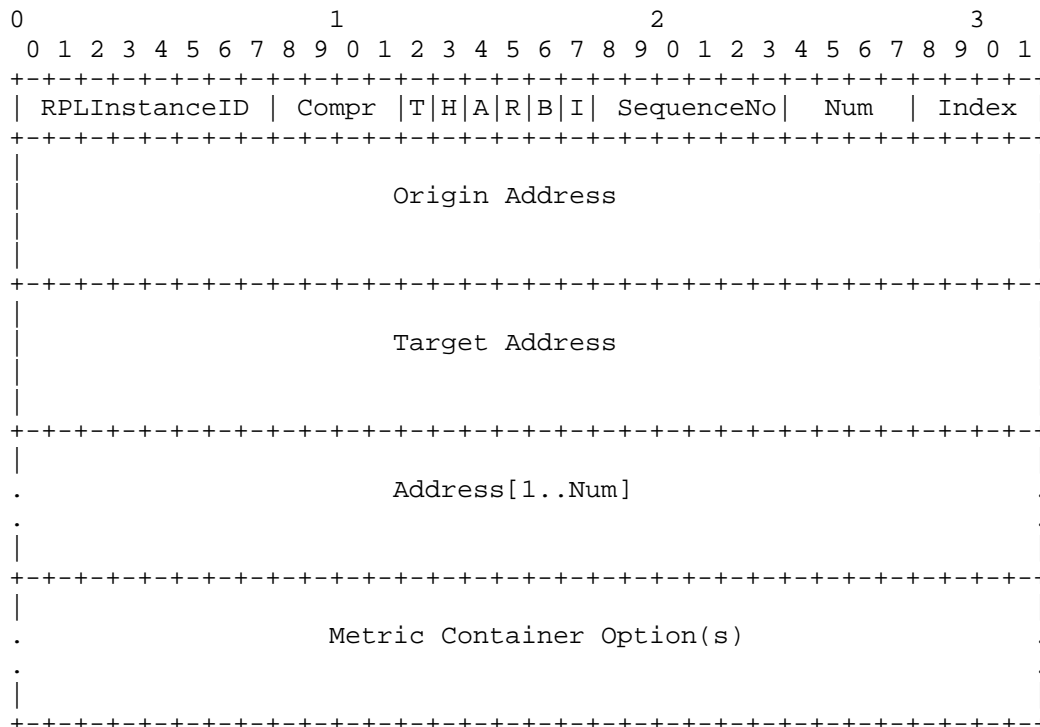 0                   1                   2                   3
 0 1 2 3 4 5 6 7 8 9 0 1 2 3 4 5 6 7 8 9 0 1 2 3 4 5 6 7 8 9 0 1
+-+-+-+-+-+-+-+-+-+-+-+-+-+-+-+-+-+-+-+-+-+-+-+-+-+-+-+-+-+-+-+--
| RPLInstanceID | Compr |T|H|A|R|B|I| SequenceNo|  Num  | Index |
+-+-+-+-+-+-+-+-+-+-+-+-+-+-+-+-+-+-+-+-+-+-+-+-+-+-+-+-+-+-+-+--
|                                                               |
|                       Origin Address                          |
|                                                               |
|                                                               |
+-+-+-+-+-+-+-+-+-+-+-+-+-+-+-+-+-+-+-+-+-+-+-+-+-+-+-+-+-+-+-+--
|                                                               |
|                       Target Address                          |
|                                                               |
|                                                               |
+-+-+-+-+-+-+-+-+-+-+-+-+-+-+-+-+-+-+-+-+-+-+-+-+-+-+-+-+-+-+-+--
|                                                               |
.                       Address[1..Num]                         .
.                                                               .
|                                                               |
+-+-+-+-+-+-+-+-+-+-+-+-+-+-+-+-+-+-+-+-+-+-+-+-+-+-+-+-+-+-+-+--
|                                                               |
.                   Metric Container Option(s)                  .
.                                                               .
|                                                               |
+-+-+-+-+-+-+-+-+-+-+-+-+-+-+-+-+-+-+-+-+-+-+-+-+-+-+-+-+-+-+-+--